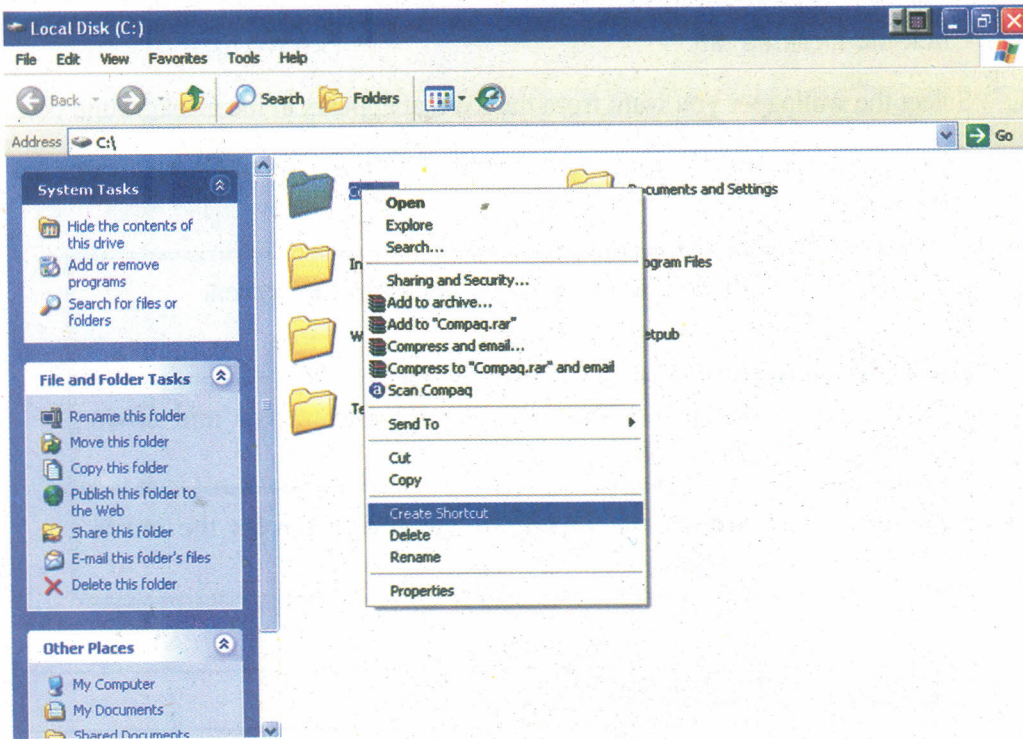 Local Disk (C:)
File Edit View Favorites Tools Help
Back Search Folders
Address C:\ Go
System Tasks
Hide the contents of
this drive
Add or remove
programs
Search for files or
folders
File and Folder Tasks
Rename this folder
Move this folder
Copy this folder
Publish this folder to
the Web
Share this folder
E-mail this folder's files
Delete this folder
Other Places
My Computer
My Documents
Shared Documents
Documents and Settings
Open
Explore
Search...
Sharing and Security...
Add to archive...
Add to "Compaq.rar"
Compress and email...
Compress to "Compaq.rar" and email
Scan Compaq
Send To
Cut
Copy
Create Shortcut
Delete
Rename
Properties
ogram Files
etpub